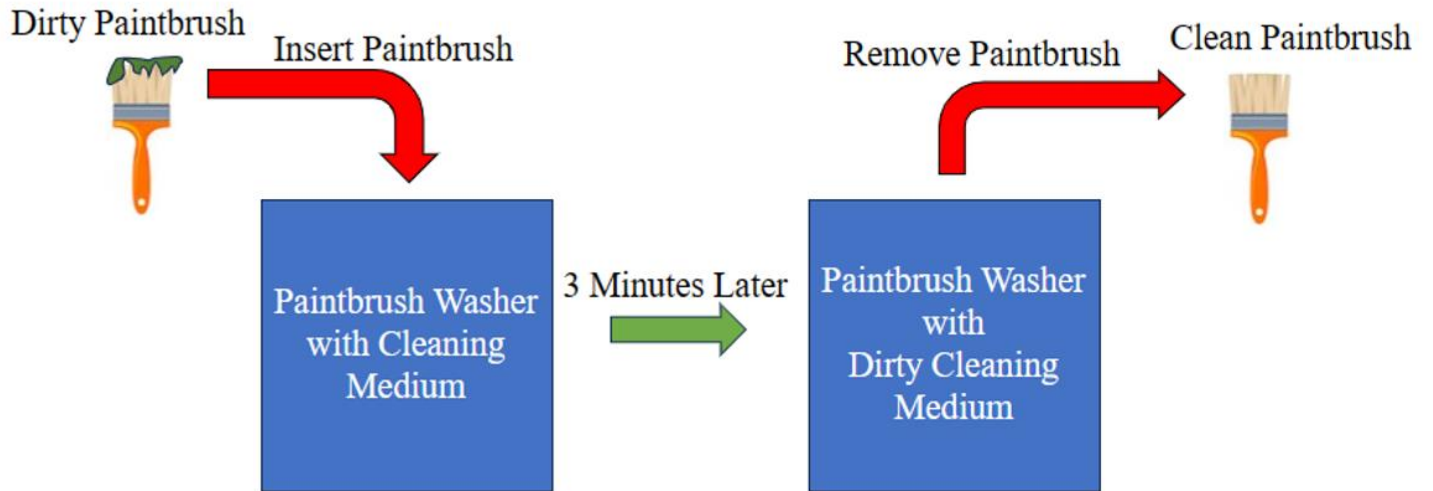 Dirty Paintbrush
Insert Paintbrush
Remove Paintbrush
Clean Paintbrush
Paintbrush Washer
with Cleaning
Medium
3 Minutes Later
Paintbrush Washer
with
Dirty Cleaning
Medium